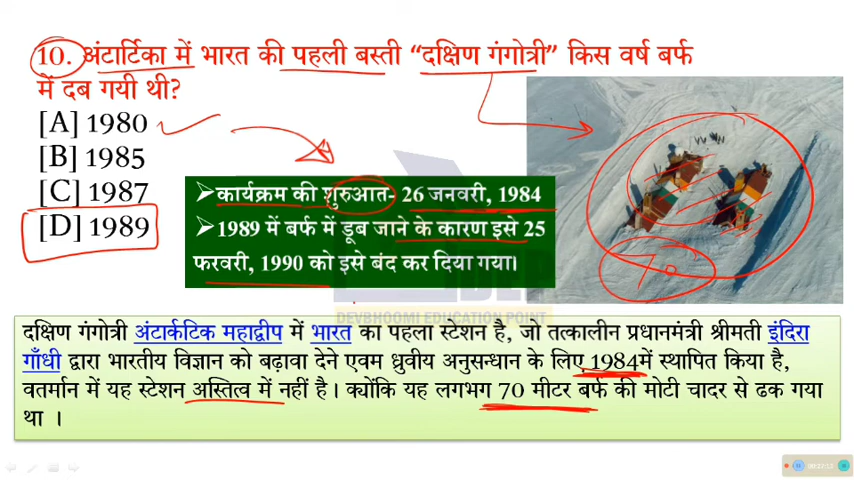 10. अंटार्टिका में भारत की पहली बस्ती “दक्षिण गंगोत्री” किस वर्ष बर्फ
में दब गयी थी?
[A] 1980
[B] 1985
[C] 1987
[D] 1989
➢कार्यक्रम की शुरुआत- 26 जनवरी, 1984
➢1989 में बर्फ में डूब जाने के कारण इसे 25
फरवरी, 1990 को इसे बंद कर दिया गया।
70
DEVBHOOMI EDUCATION POINT
दक्षिण गंगोत्री अंटार्कटिक महाद्वीप में भारत का पहला स्टेशन है, जो तत्कालीन प्रधानमंत्री श्रीमती इंदिरा
गाँधी द्वारा भारतीय विज्ञान को बढ़ावा देने एवम ध्रुवीय अनुसन्धान के लिए 1984में स्थापित किया है,
वतर्मान में यह स्टेशन अस्तित्व में नहीं है। क्योंकि यह लगभग 70 मीटर बर्फ की मोटी चादर से ढक गया
था ।